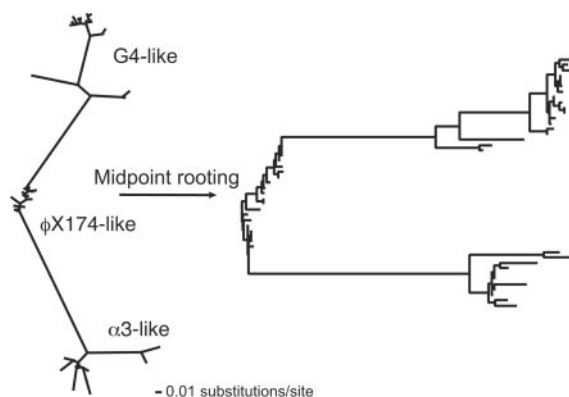 G4-like
Midpoint rooting
ϕX174-like
α3-like
– 0.01 substitutions/site